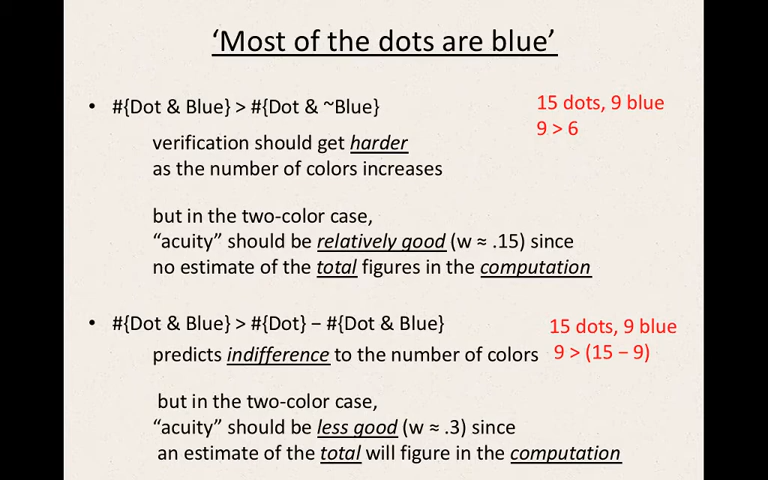 ‘Most of the dots are blue’
• #{Dot & Blue} > #{Dot & ~Blue}
15 dots, 9 blue
9 > 6
verification should get harder
as the number of colors increases
but in the two-color case,
“acuity” should be relatively good (w ≈ .15) since
no estimate of the total figures in the computation
• #{Dot & Blue} > #{Dot} − #{Dot & Blue}
15 dots, 9 blue
predicts indifference to the number of colors
9 > (15 − 9)
but in the two-color case,
“acuity” should be less good (w ≈ .3) since
an estimate of the total will figure in the computation